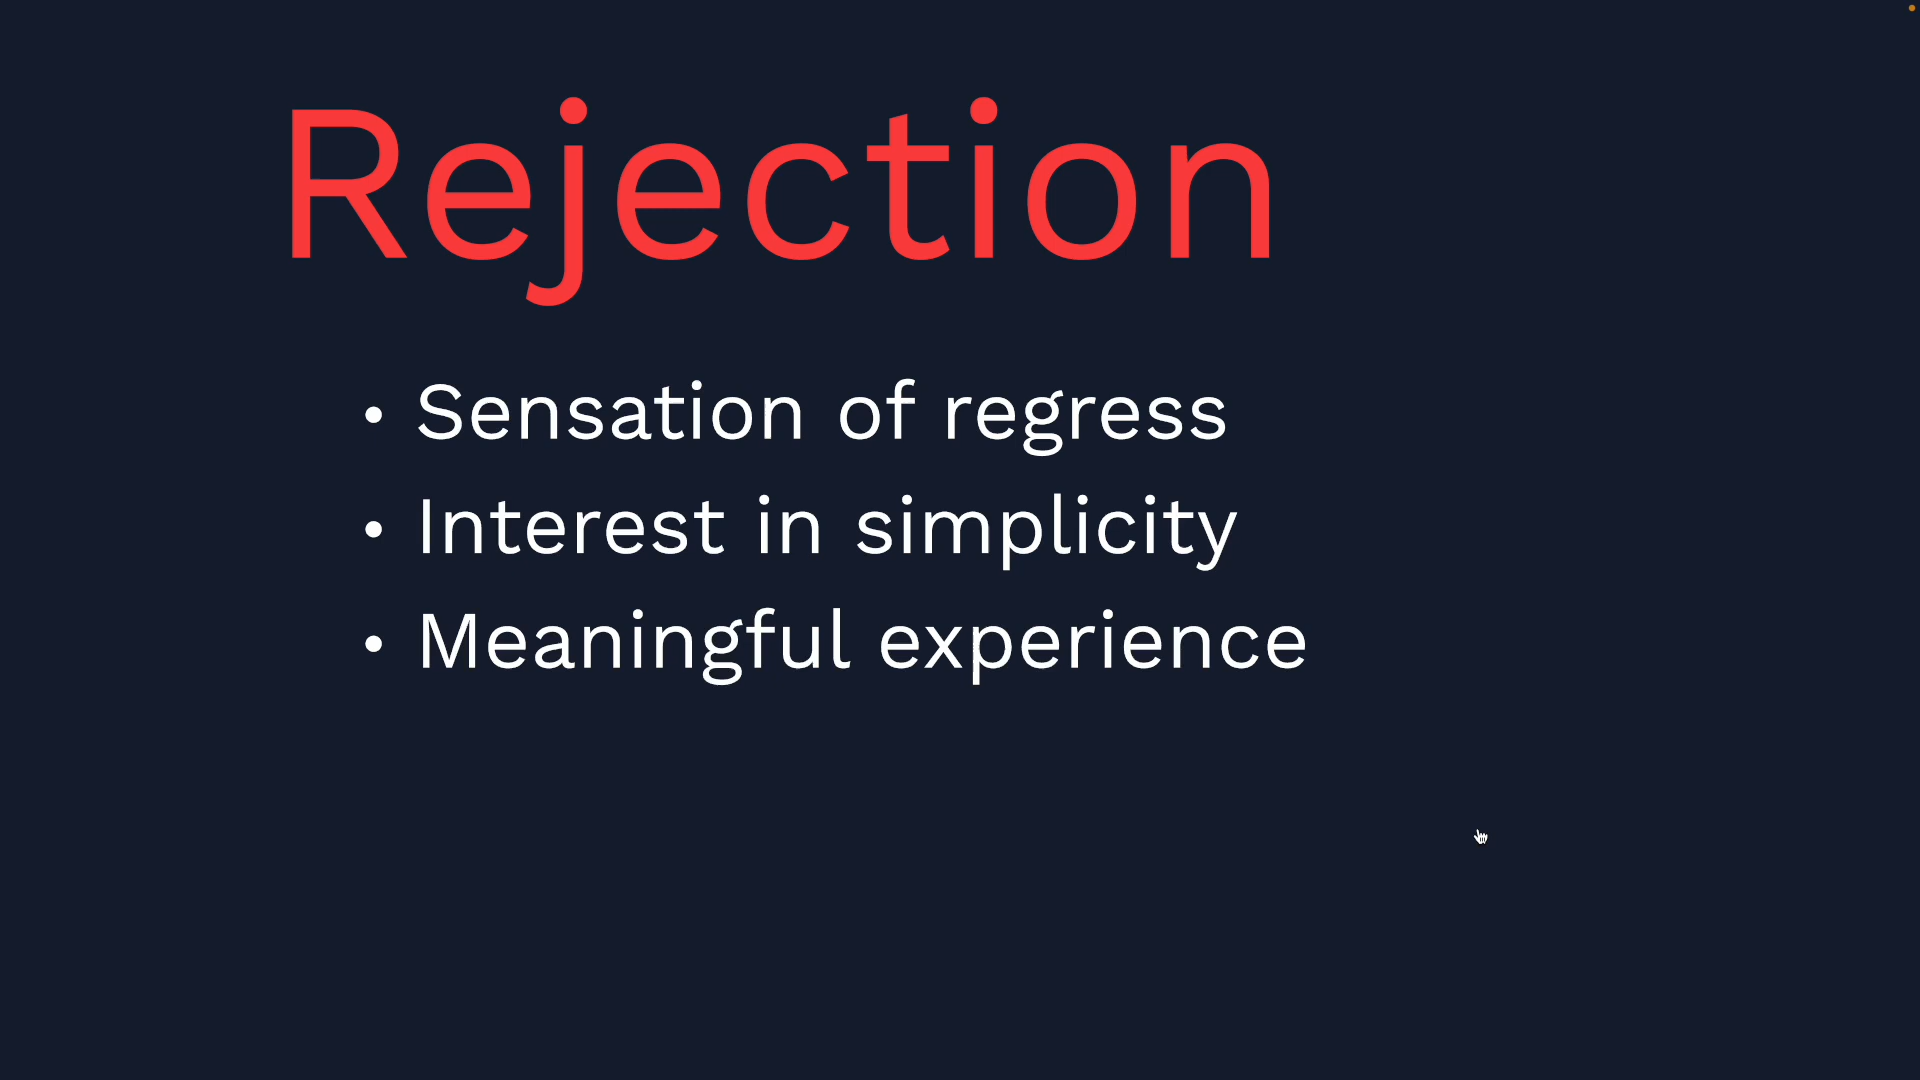 Rejection
• Sensation of regress
• Interest in simplicity
• Meaningful experience